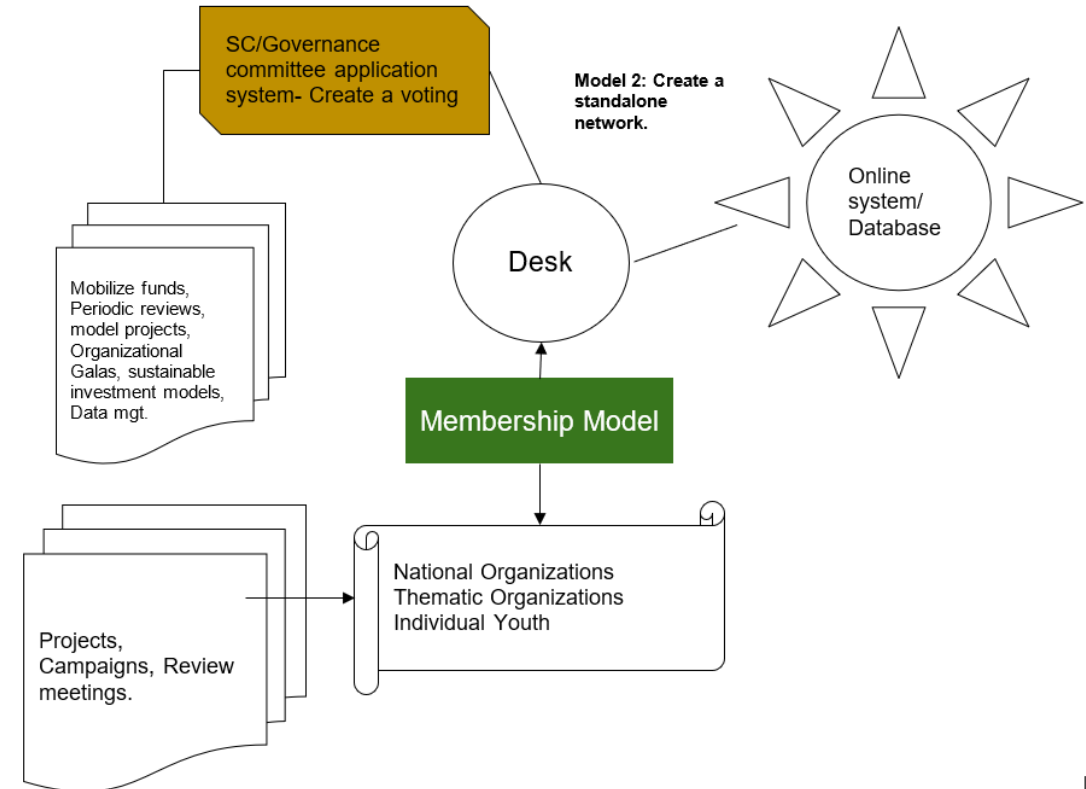 SC/Governance
committee application
system- Create a voting
Model 2: Create a
standalone
network.
Online
system/
Database
Desk
Mobilize funds,
Periodic reviews,
model projects,
Organizational
Galas, sustainable
investment models,
Data mgt.
Membership Model
National Organizations
Thematic Organizations
Individual Youth
Projects,
Campaigns, Review
meetings.